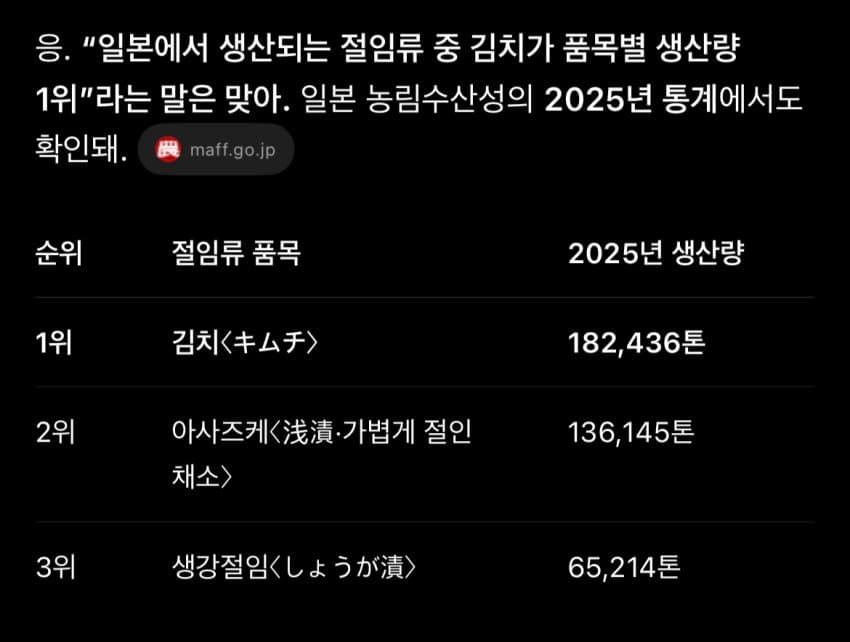 응. “일본에서 생산되는 절임류 중 김치가 품목별 생산량
1위”라는 말은 맞아. 일본 농림수산성의 2025년 통계에서도
확인돼. 農 maff.go.jp
순위 절임류 품목 2025년 생산량
1위 김치〈キムチ〉 182,436톤
2위 아사즈케〈浅漬·가볍게 절인 136,145톤
채소〉
3위 생강절임〈しょうが漬〉 65,214톤